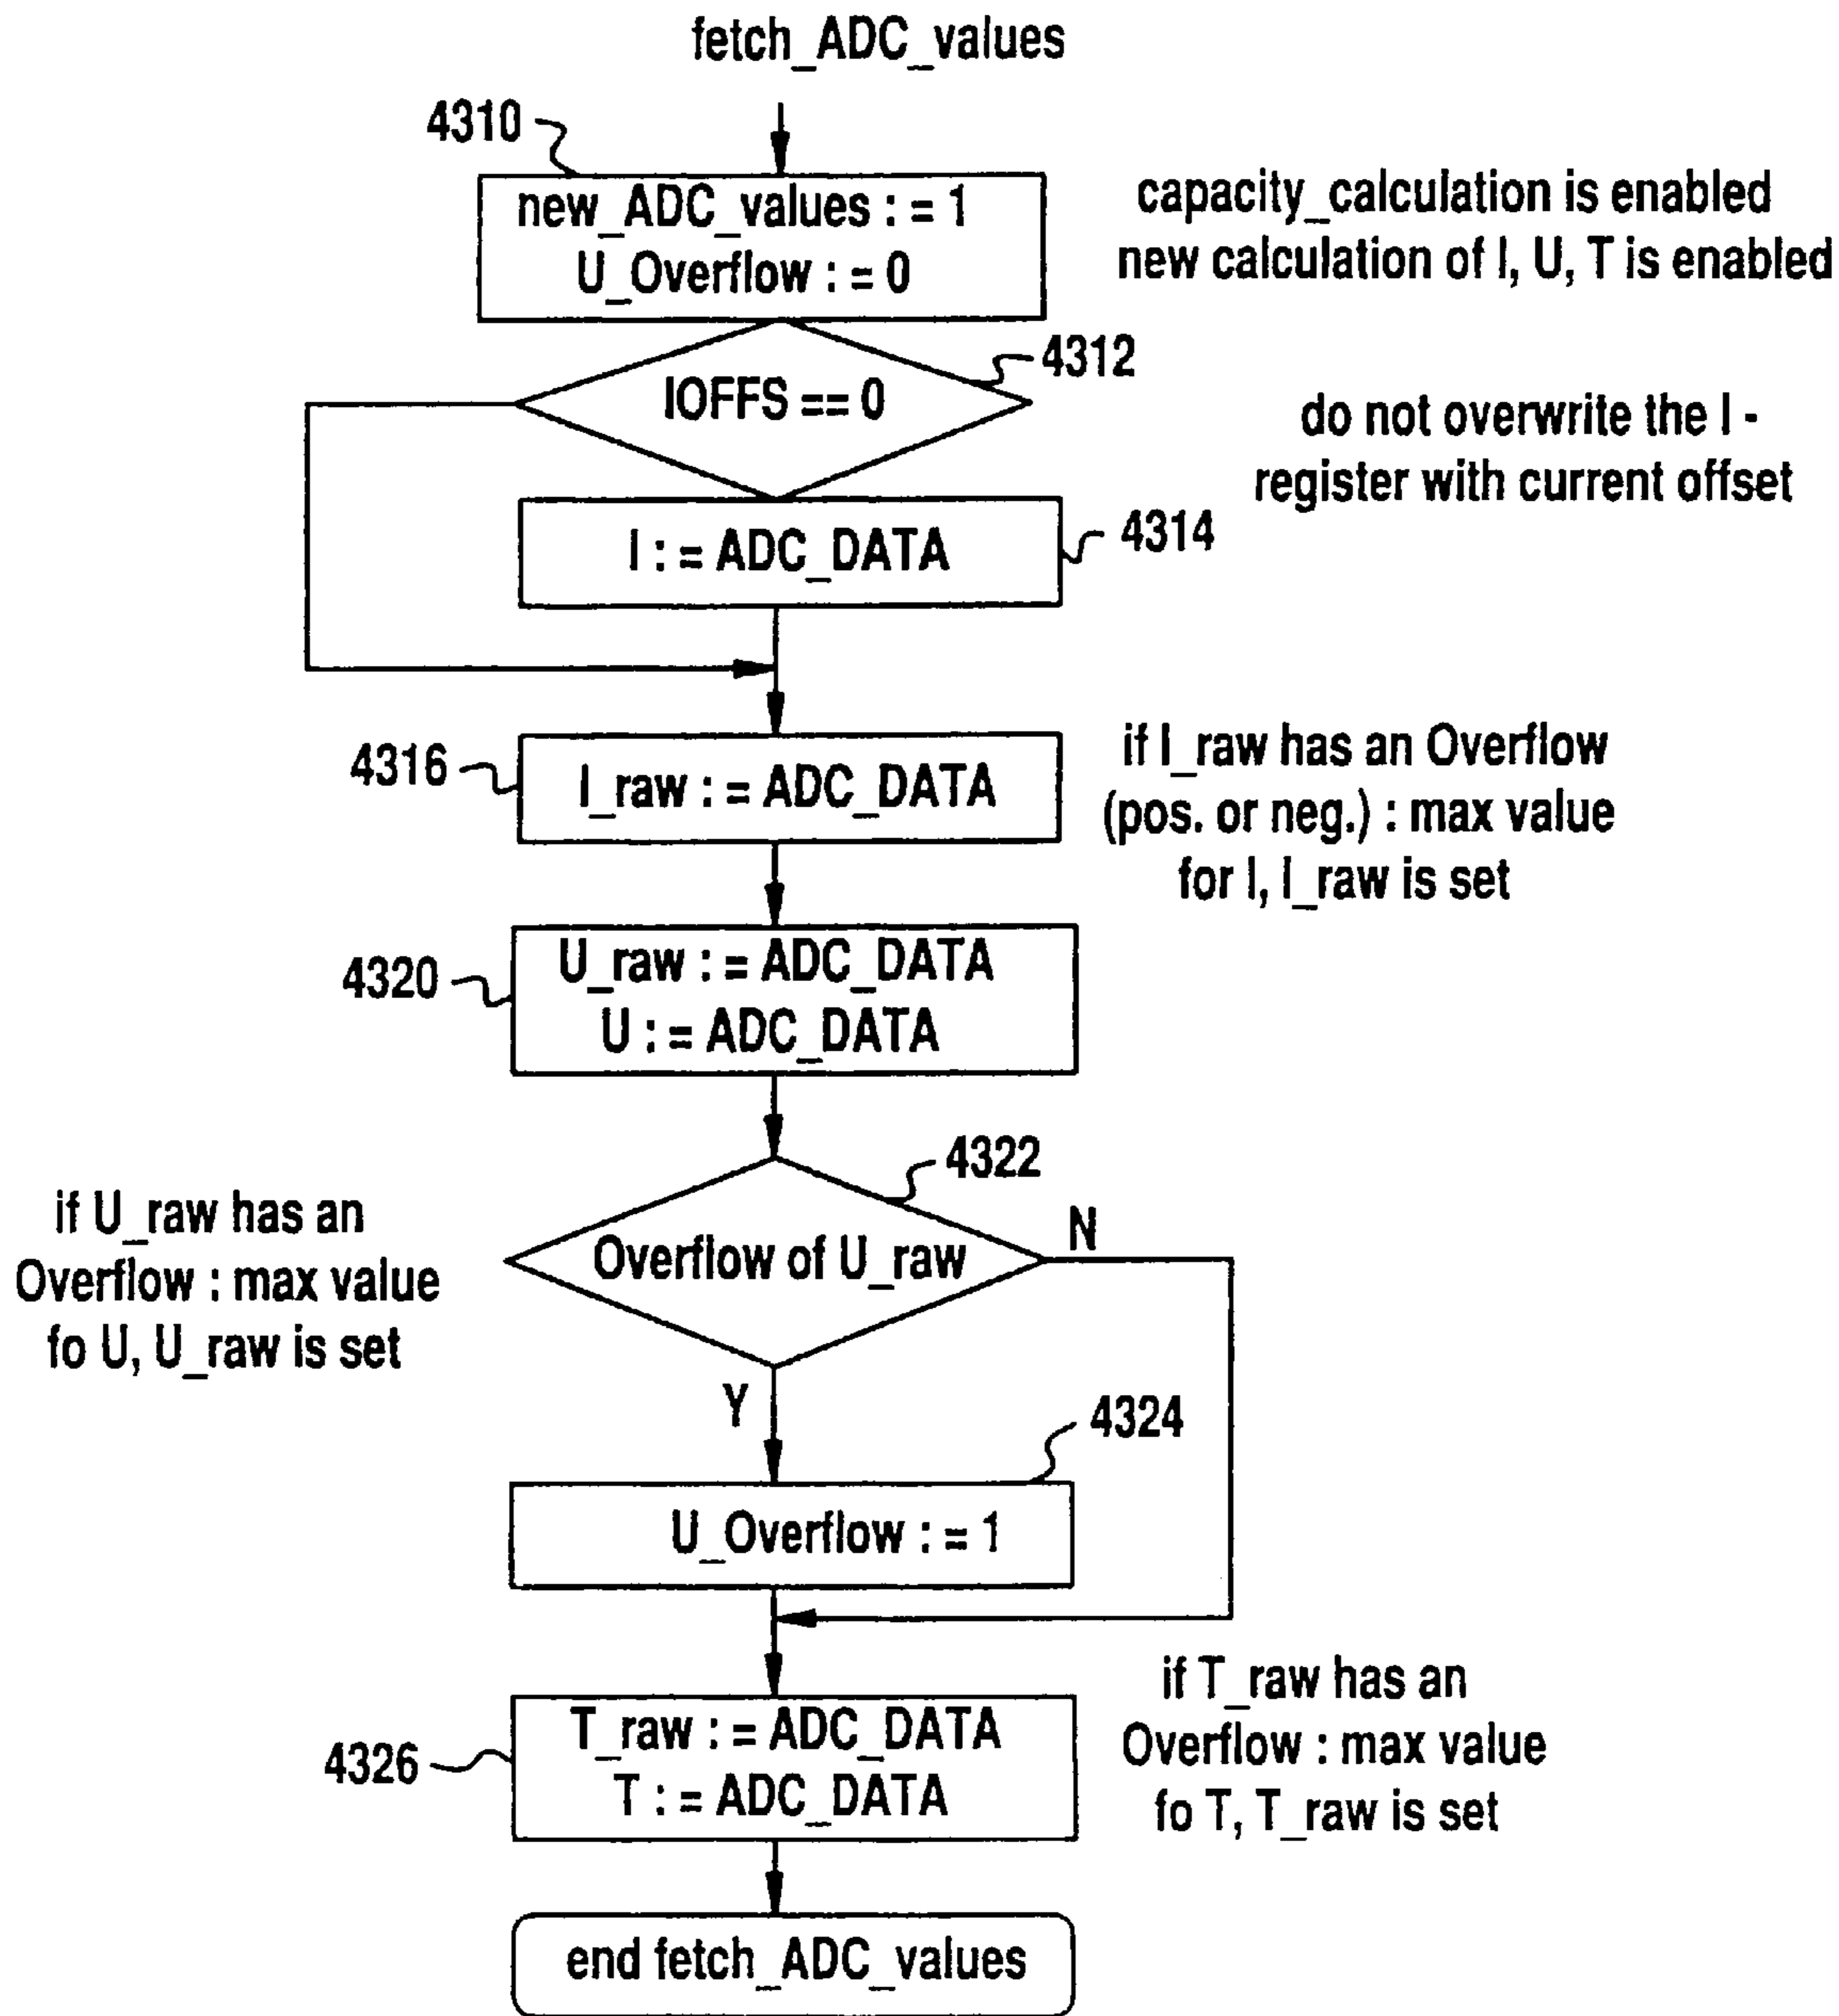 fetch_ADC_values
4310
new_ADC_values : = 1
U_Overflow : = 0
capacity_calculation is enabled
new calculation of I, U, T is enabled
4312
IOFFS == 0
do not overwrite the I -
register with current offset
I : = ADC_DATA
4314
4316
I_raw : = ADC_DATA
if I_raw has an Overflow
(pos. or neg.) : max value
for I, I_raw is set
4320
U_raw : = ADC_DATA
U : = ADC_DATA
4322
if U_raw has an
Overflow : max value
fo U, U_raw is set
Overflow of U_raw
N
Y
4324
U_Overflow : = 1
4326
T_raw : = ADC_DATA
T : = ADC_DATA
if T_raw has an
Overflow : max value
fo T, T_raw is set
end fetch_ADC_values